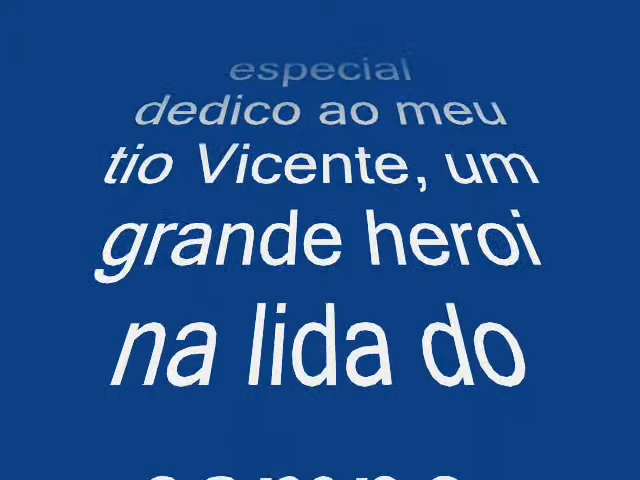 especial
dedico ao meu
tio Vicente, um
grande heroi
na lida do